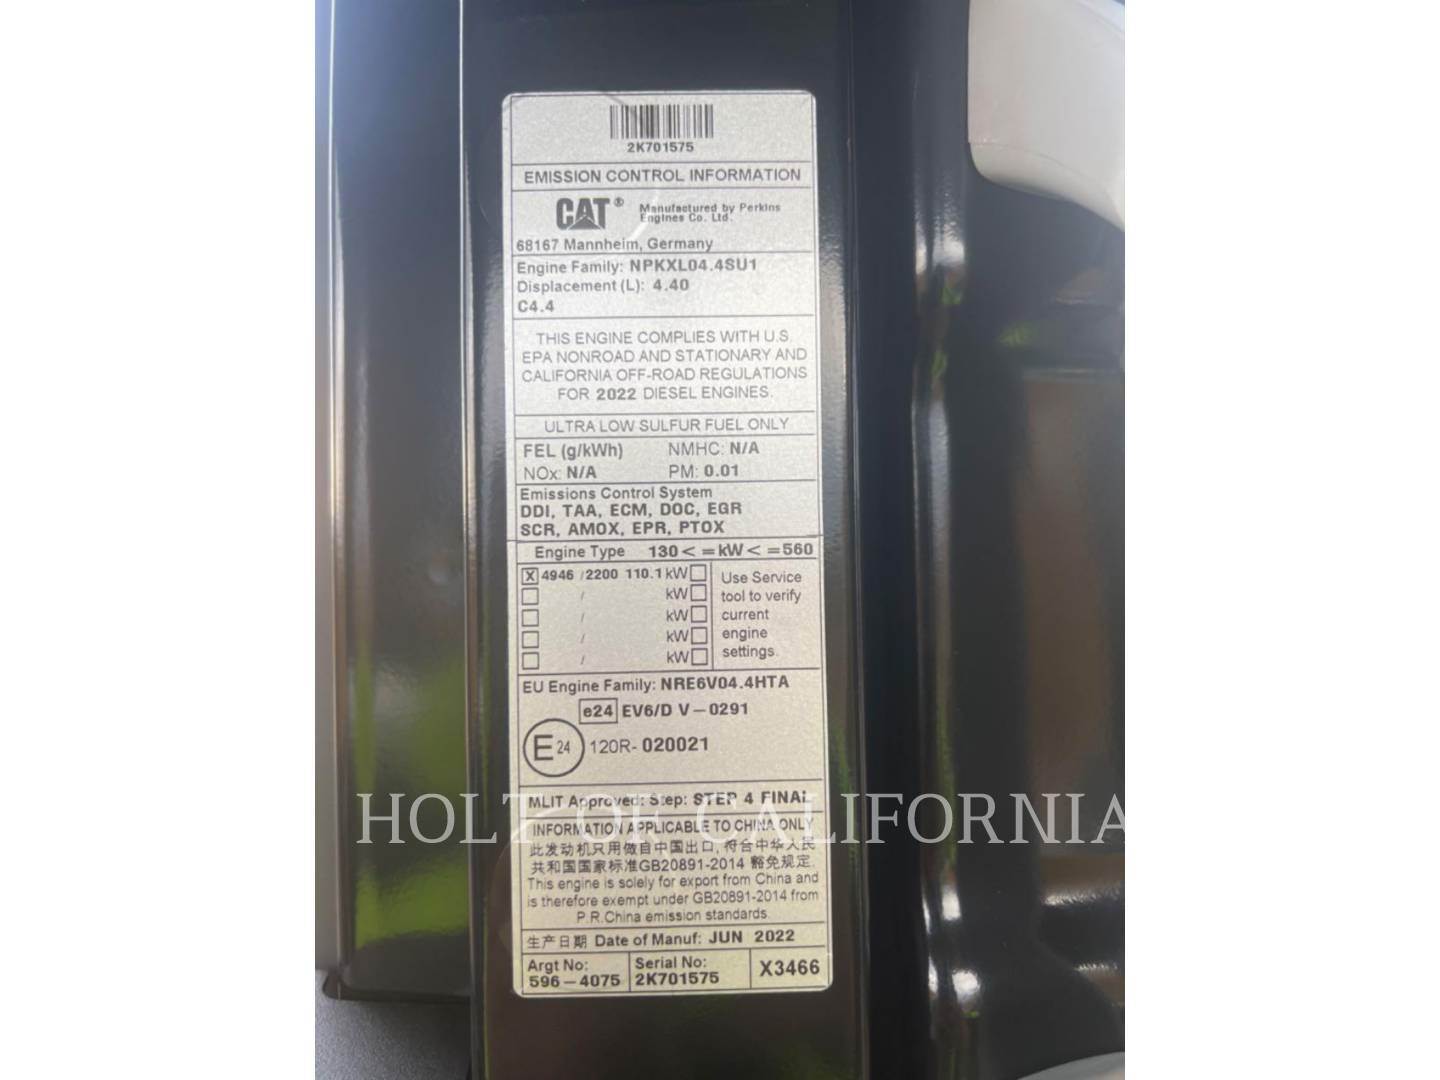 2K701575
EMISSION CONTROL INFORMATION
CAT® Manufactured by Perkins
Engines Co. Ltd.
68167 Mannheim, Germany
Engine Family: NPKXL04.4SU1
Displacement (L): 4.40
C4.4
THIS ENGINE COMPLIES WITH U.S.
EPA NONROAD AND STATIONARY AND
CALIFORNIA OFF-ROAD REGULATIONS
FOR 2022 DIESEL ENGINES.
ULTRA LOW SULFUR FUEL ONLY
FEL (g/kWh) NMHC: N/A
NOx: N/A PM: 0.01
Emissions Control System
DDI, TAA, ECM, DOC, EGR
SCR, AMOX, EPR, PTOX
Engine Type 130<=kW<=560
X 4946 /2200 110.1 kW
/ kW
/ kW
/ kW
/ kW
Use Service
tool to verify
current
engine
settings.
EU Engine Family: NRE6V04.4HTA
e24 EV6/D V-0291
E24 120R-020021
MLIT Approved: Step: STEP 4 FINAL
HOLT OF CALIFORNIA
INFORMATION APPLICABLE TO CHINA ONLY
此发动机只用做自中国出口, 符合中华人民
共和国国家标准GB20891-2014 豁免规定.
This engine is solely for export from China and
is therefore exempt under GB20891-2014 from
P.R.China emission standards.
生产日期 Date of Manuf: JUN 2022
Argt No:
596-4075
Serial No:
2K701575
X3466